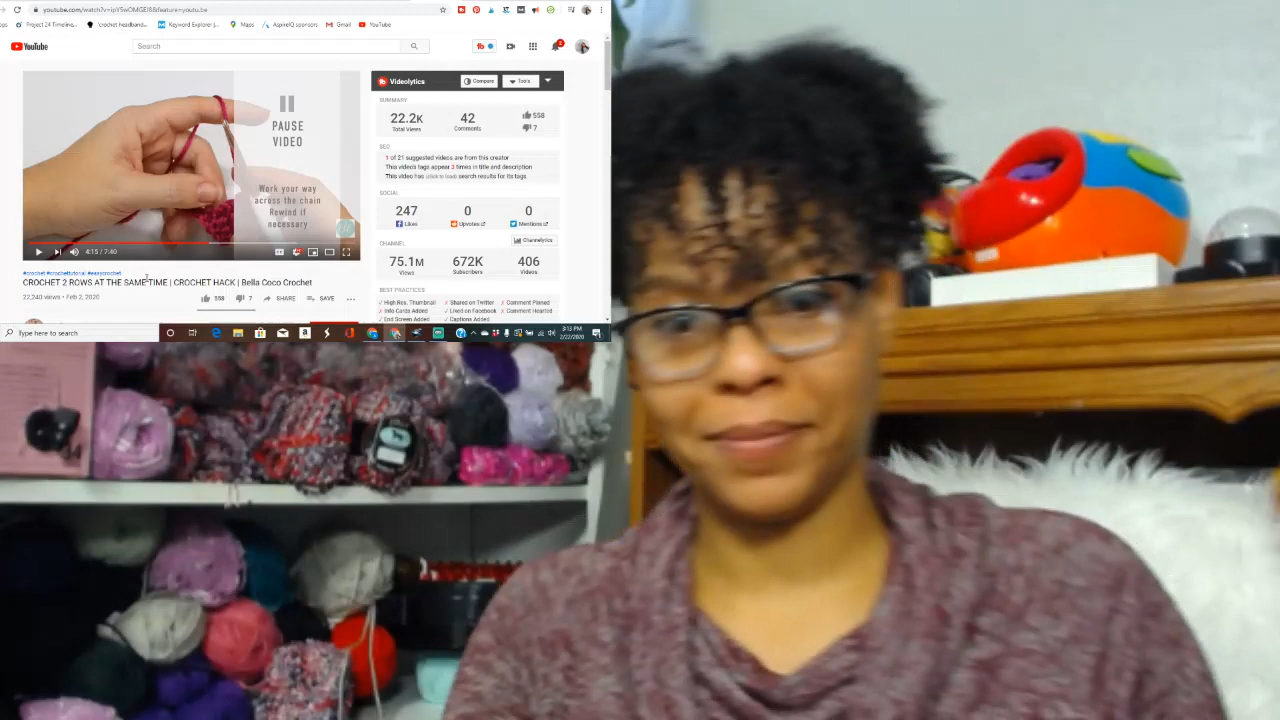 youtube.com/watch?v=ipY5wOMGEJ8&feature=youtu.be
Project 24 Timeline...
"crochet headband...
Keyword Explorer |...
Maps
AspireIQ sponsors
Gmail
YouTube
YouTube
Search
tb
PAUSE
VIDEO
Work your way
across the chain
Rewind if
necessary
4:15 / 7:40
#crochet #crochettutorial #easycrochet
CROCHET 2 ROWS AT THE SAME TIME | CROCHET HACK | Bella Coco Crochet
22,240 views • Feb 2, 2020
558
7
SHARE
SAVE
Videolytics
Compare
Tools
SUMMARY
22.2K
Total Views
42
Comments
558
7
SEO
1 of 21 suggested videos are from this creator
This video's tags appear 3 times in title and description
This video has (click to load) search results for its tags
SOCIAL
247
Likes
0
Upvotes
0
Mentions
CHANNEL
Channelytics
75.1M
Views
672K
Subscribers
406
Videos
High Res. Thumbnail
Shared on Twitter
Comment Pinned
Info Cards Added
Liked on Facebook
Comment Hearted
End Screen Added
Captions Added
Type here to search
3:13 PM
2/22/2020